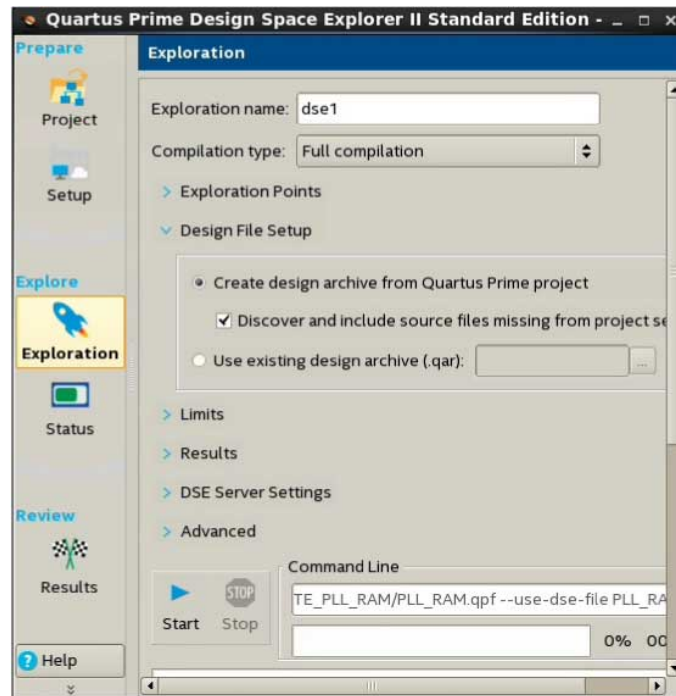 Quartus Prime Design Space Explorer II Standard Edition -
Prepare
Project
Setup
Explore
Exploration
Status
Review
Results
Help
Exploration
Exploration name: dse1
Compilation type: Full compilation
Exploration Points
Design File Setup
Create design archive from Quartus Prime project
Discover and include source files missing from project se
Use existing design archive (.qar): ...
Limits
Results
DSE Server Settings
Advanced
Start
STOP
Stop
Command Line
TE_PLL_RAM/PLL_RAM.qpf --use-dse-file PLL_RA
0% 00